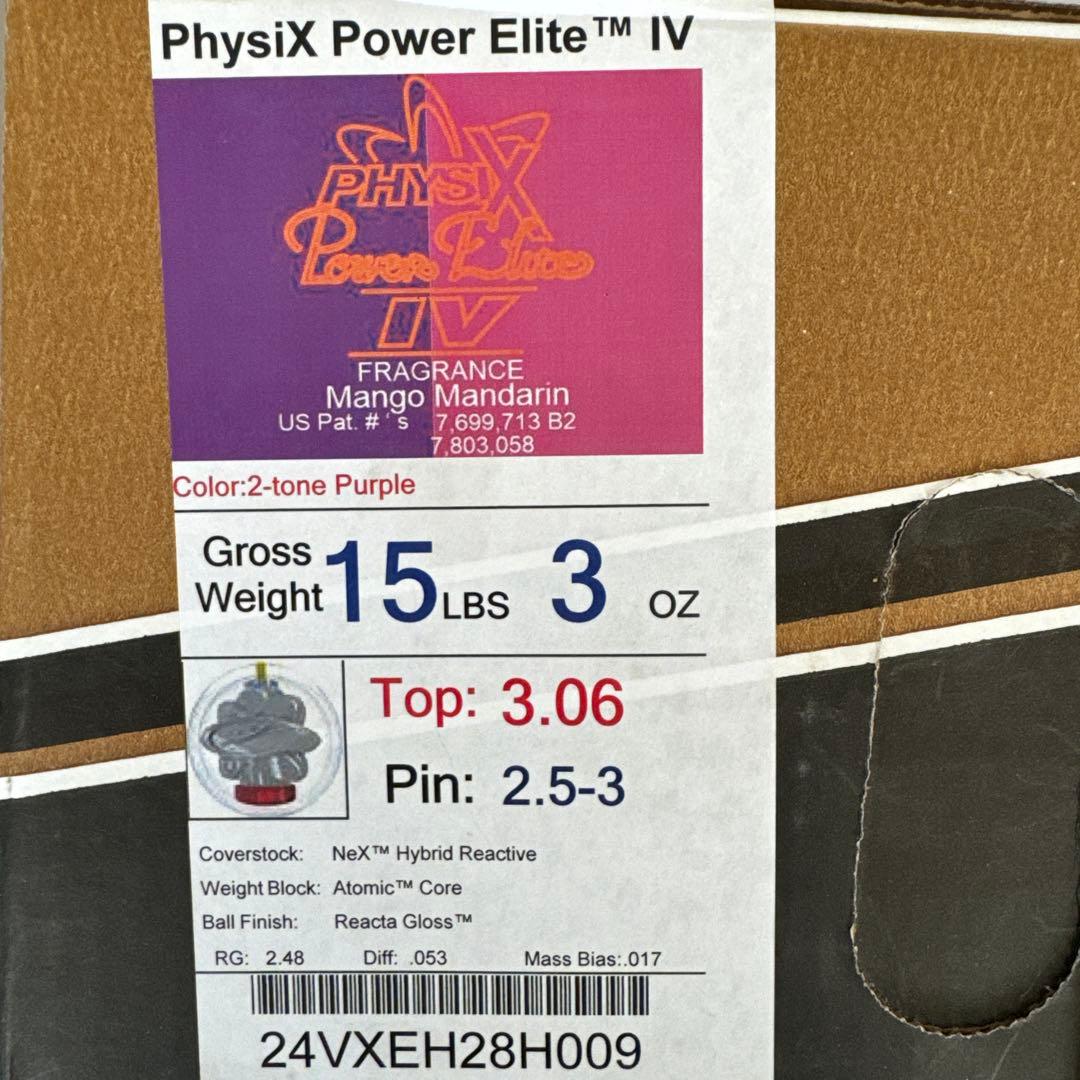 PhysiX Power Elite™ IV
PHYSIX
Power Elite
IV
FRAGRANCE
Mango Mandarin
US Pat. # 's 7,699,713 B2
7,803,058
Color:2-tone Purple
Gross Weight 15 LBS 3 OZ
Top: 3.06
Pin: 2.5-3
Coverstock: NeX™ Hybrid Reactive
Weight Block: Atomic™ Core
Ball Finish: Reacta Gloss™
RG: 2.48 Diff: .053 Mass Bias:.017
24VXEH28H009